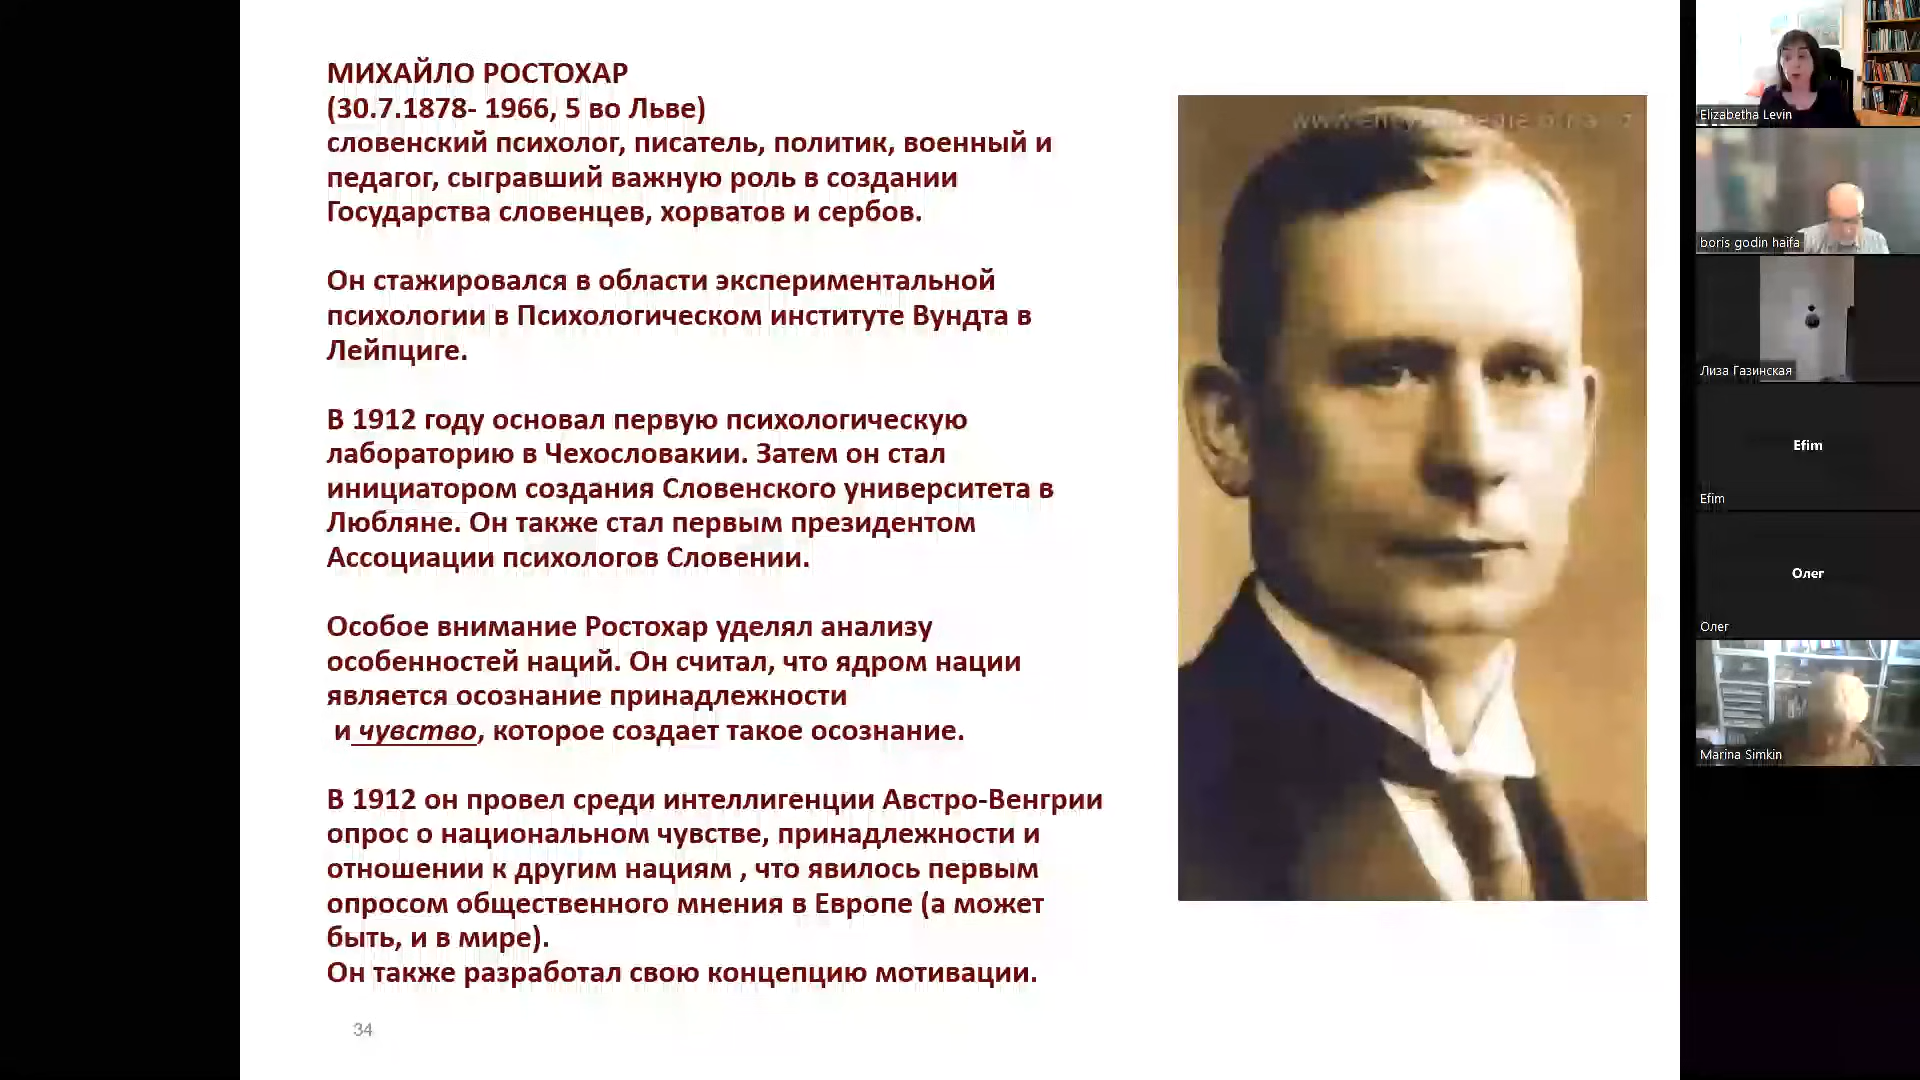 МИХАЙЛО РОСТОХАР
(30.7.1878- 1966, 5 во Льве)
словенский психолог, писатель, политик, военный и
педагог, сыгравший важную роль в создании
Государства словенцев, хорватов и сербов.
Он стажировался в области экспериментальной
психологии в Психологическом институте Вундта в
Лейпциге.
В 1912 году основал первую психологическую
лабораторию в Чехословакии. Затем он стал
инициатором создания Словенского университета в
Любляне. Он также стал первым президентом
Ассоциации психологов Словении.
Особое внимание Ростохар уделял анализу
особенностей наций. Он считал, что ядром нации
является осознание принадлежности
и чувство, которое создает такое осознание.
В 1912 он провел среди интеллигенции Австро-Венгрии
опрос о национальном чувстве, принадлежности и
отношении к другим нациям , что явилось первым
опросом общественного мнения в Европе (а может
быть, и в мире).
Он также разработал свою концепцию мотивации.
34
Elizabetha Levin
boris godin haifa
Лиза Газинская
Efim
Efim
Олег
Олег
Marina Simkin